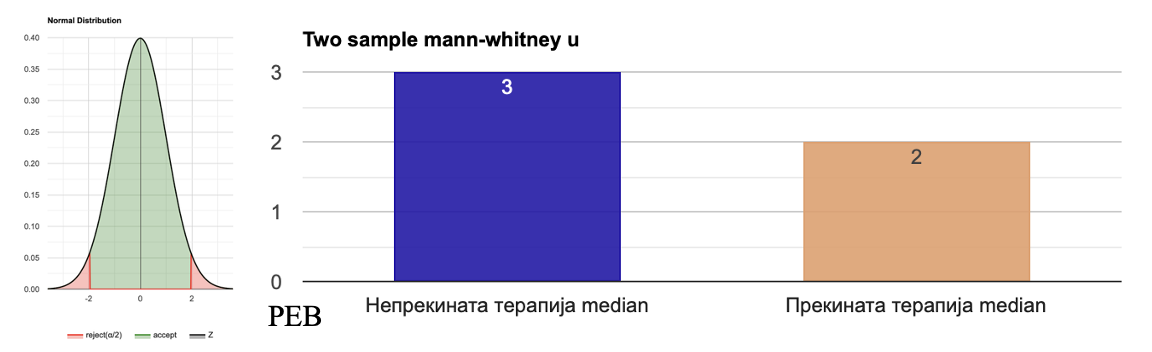 Normal Distribution
0.40
0.35
0.30
0.25
0.20
0.15
0.10
0.05
0.00
-2 0 2
reject(α/2) accept Z
Two sample mann-whitney u
3
2
1
0
3
2
Непрекината терапија median Прекината терапија median
РЕВ